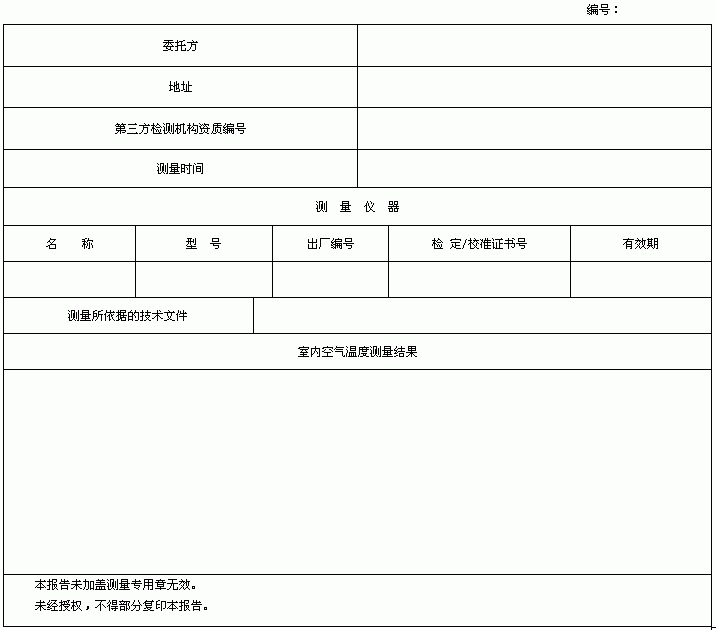 编号：
委托方
地址
第三方检测机构资质编号
测量时间
测 量 仪 器
名 称 型 号 出厂编号 检 定/校准证书号 有效期
测量所依据的技术文件
室内空气温度测量结果
本报告未加盖测量专用章无效。
未经授权，不得部分复印本报告。